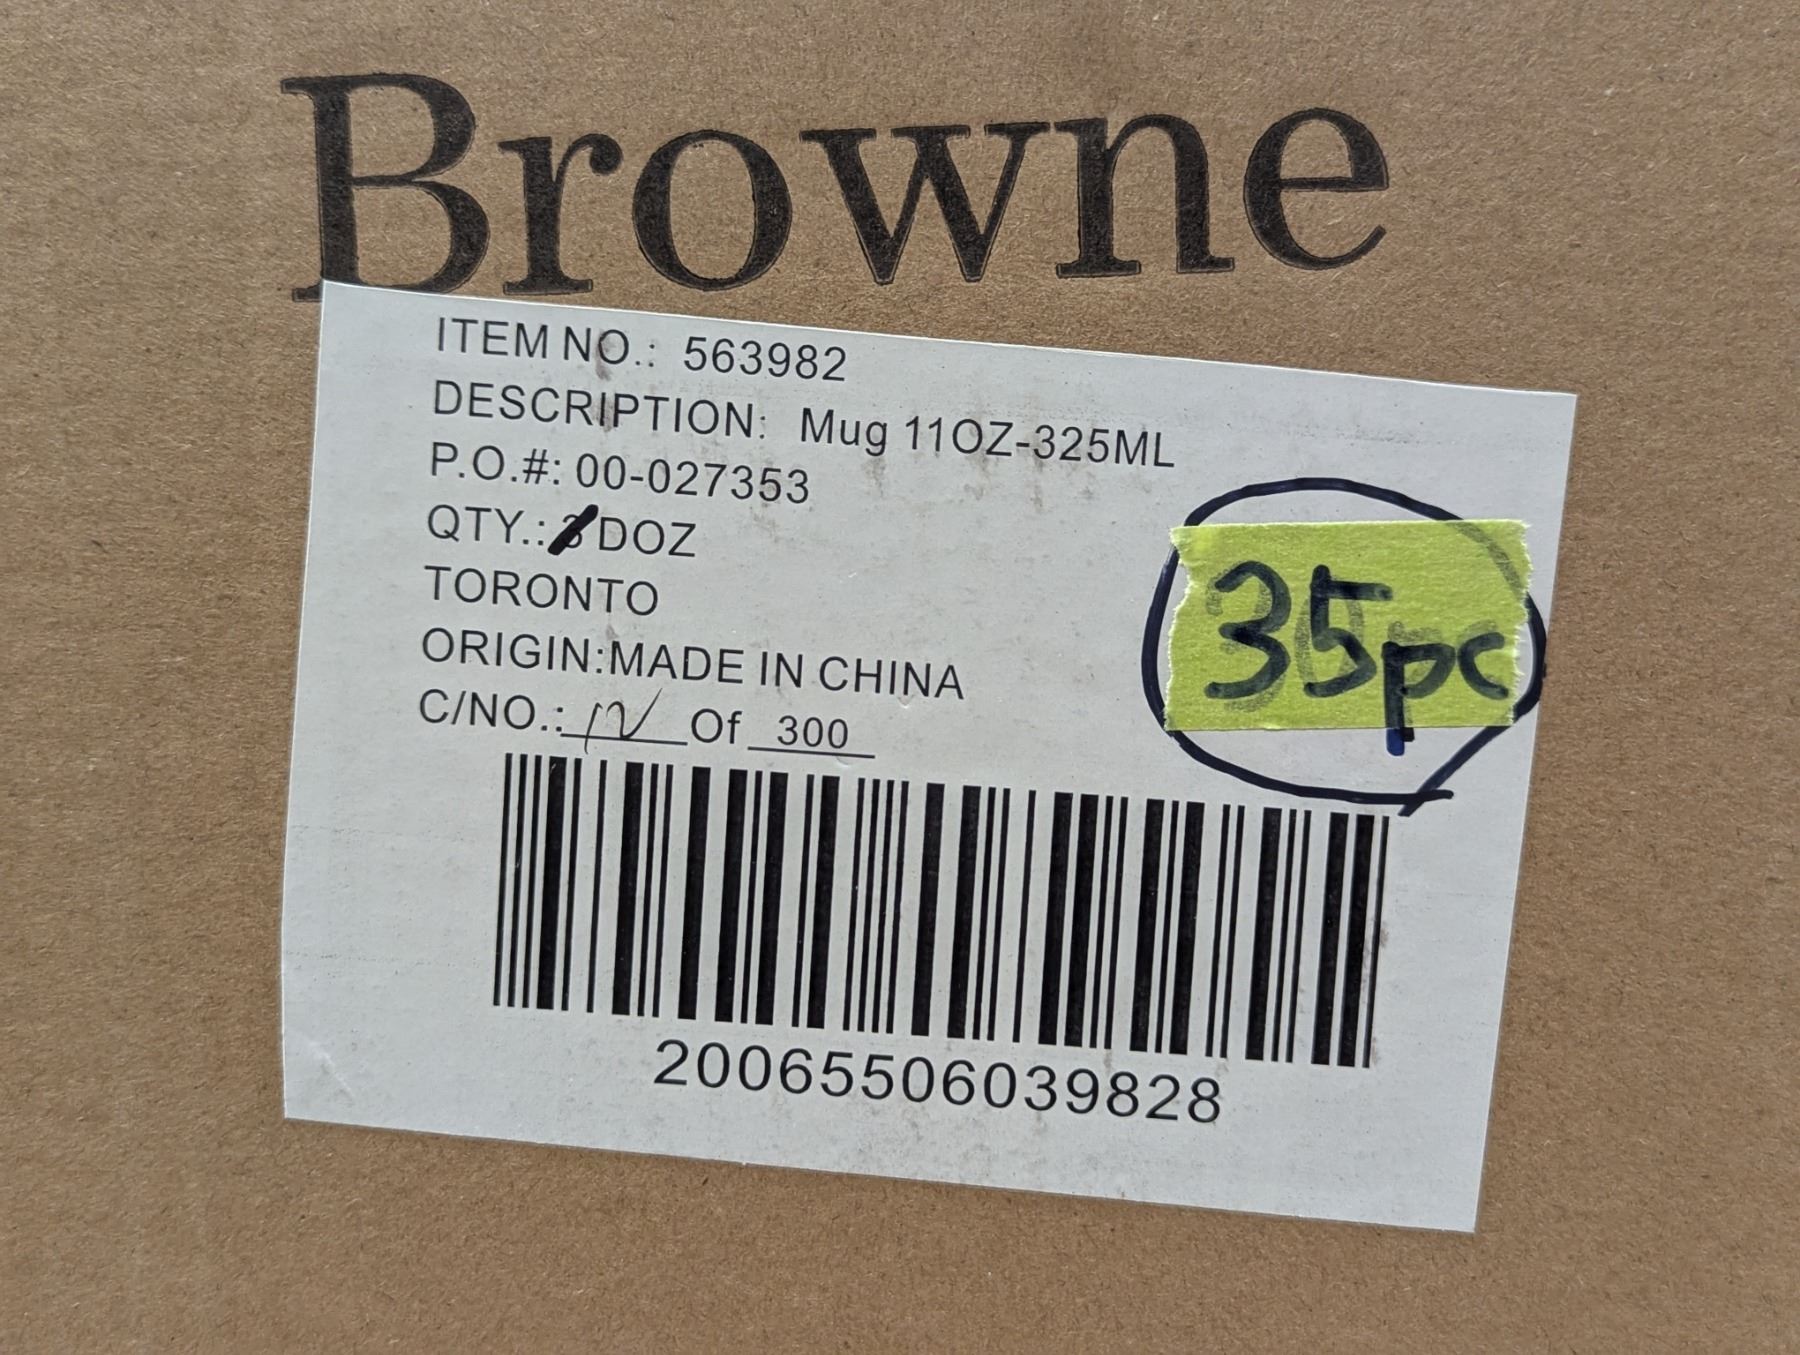 Browne
ITEM NO.: 563982
DESCRIPTION: Mug 11OZ-325ML
P.O.#: 00-027353
QTY.: DOZ
35pc
TORONTO
ORIGIN:MADE IN CHINA
C/NO.: Of 300
20065506039828